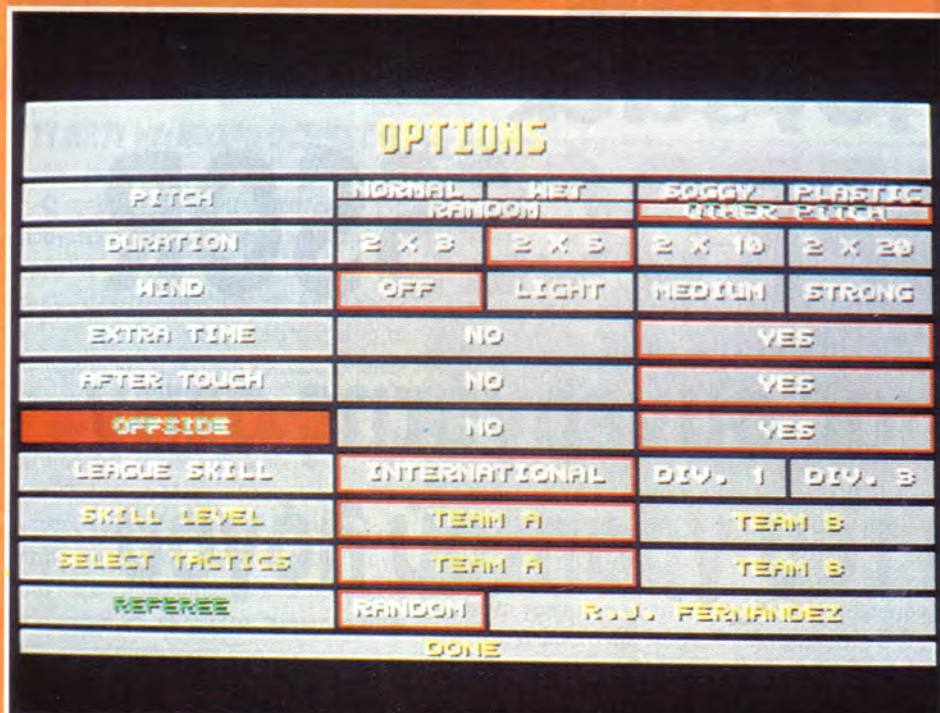 OPTIONS
PITCH NORMAL WET SOGGY PLASTIC
RANDOM OTHER PITCH
DURATION 2 X 3 2 X 5 2 X 10 2 X 20
WIND OFF LIGHT MEDIUM STRONG
EXTRA TIME NO YES
AFTER TOUCH NO YES
OFFSIDE NO YES
LEAGUE SKILL INTERNATIONAL DIV. 1 DIV. 3
SKILL LEVEL TEAM A TEAM B
SELECT TACTICS TEAM A TEAM B
REFEREE RANDOM R.J. FERNANDEZ
DONE